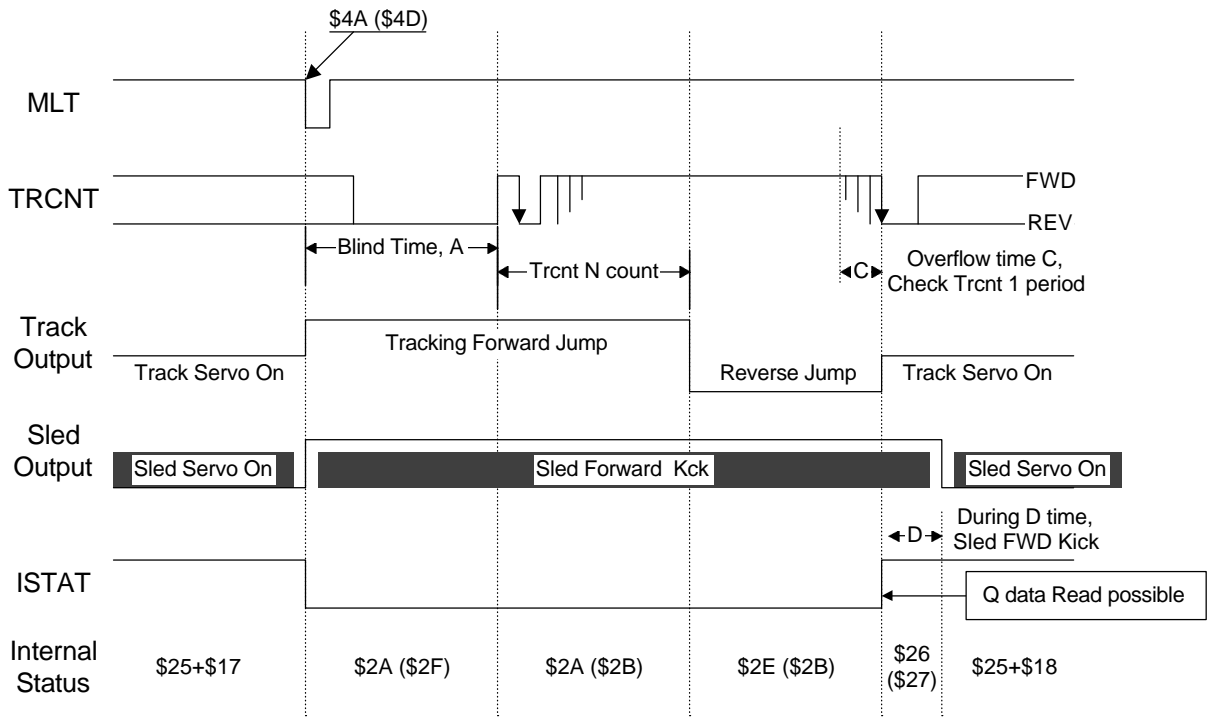 $4A ($4D)
MLT
TRCNT
FWD
REV
Blind Time, A
Trcnt N count
C
Overflow time C,
Check Trcnt 1 period
Track
Output
Tracking Forward Jump
Track Servo On
Reverse Jump
Track Servo On
Sled
Output
Sled Servo On
Sled Forward Kck
Sled Servo On
D
During D time,
Sled FWD Kick
ISTAT
Q data Read possible
Internal
Status
$25+$17
$2A ($2F)
$2A ($2B)
$2E ($2B)
$26
($27)
$25+$18